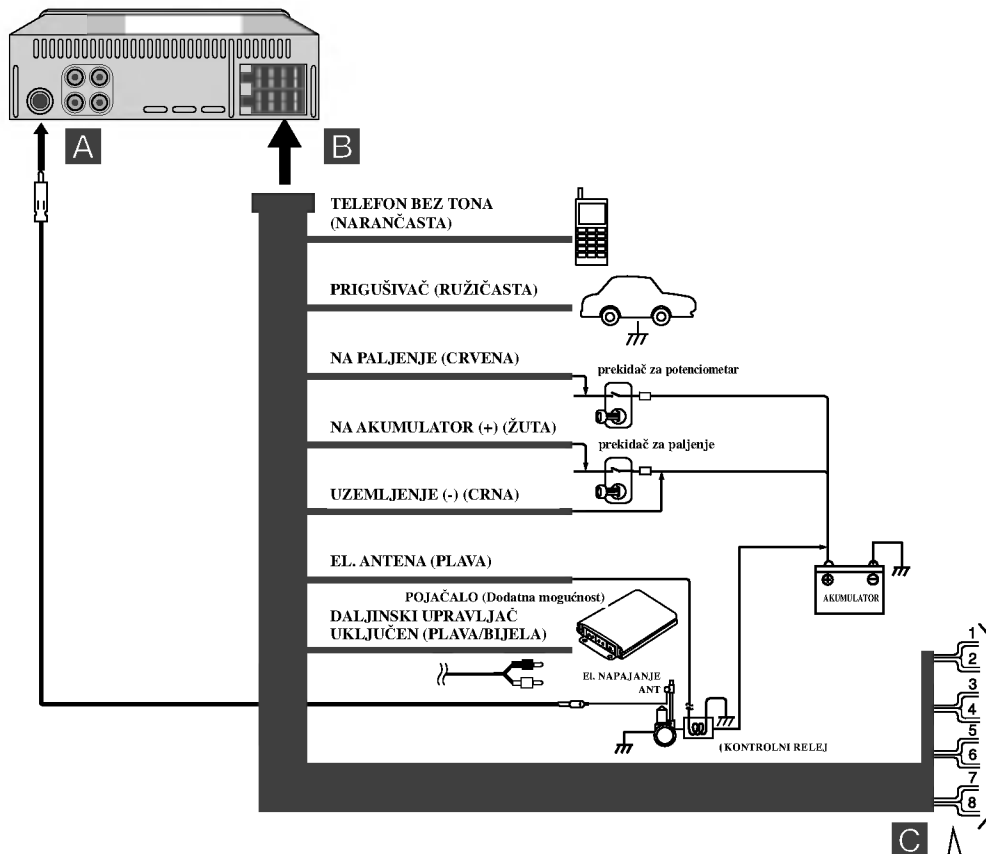 A
B
TELEFON BEZ TONA
(NARANČASTA)
PRIGUŠIVAČ (RUŽIČASTA)
NA PALJENJE (CRVENA)
prekidač za potenciometar
NA AKUMULATOR (+) (ŽUTA)
prekidač za paljenje
UZEMLJENJE (-) (CRNA)
EL. ANTENA (PLAVA)
AKUMULATOR
POJAČALO (Dodatna mogućnost)
DALJINSKI UPRAVLJAČ
UKLJUČEN (PLAVA/BIJELA)
El. NAPAJANJE
ANT
(KONTROLNI RELEJ
1
2
3
4
5
6
7
8
C